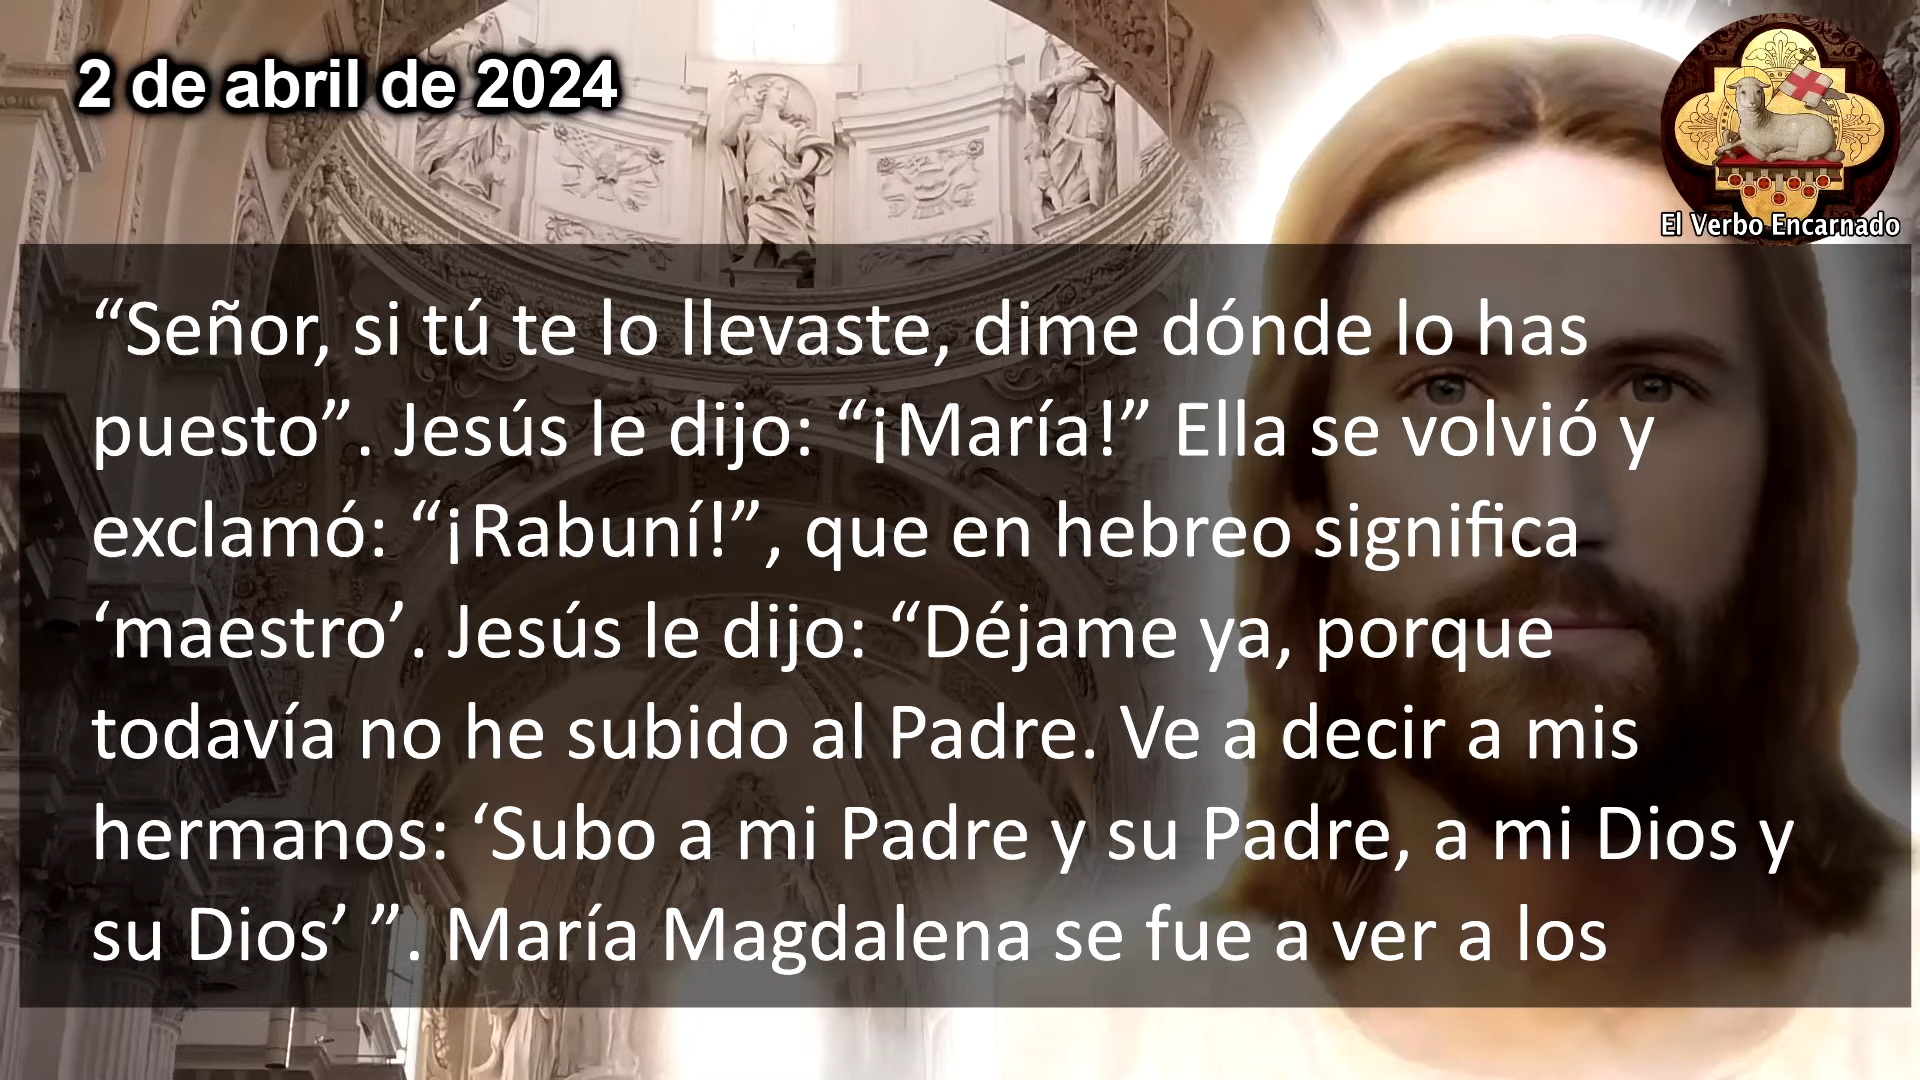 2 de abril de 2024
El Verbo Encarnado
“Señor, si tú te lo llevaste, dime dónde lo has
puesto”. Jesús le dijo: “¡María!” Ella se volvió y
exclamó: “¡Rabuní!”, que en hebreo significa
‘maestro’. Jesús le dijo: “Déjame ya, porque
todavía no he subido al Padre. Ve a decir a mis
hermanos: ‘Subo a mi Padre y su Padre, a mi Dios y
su Dios’ ”. María Magdalena se fue a ver a los